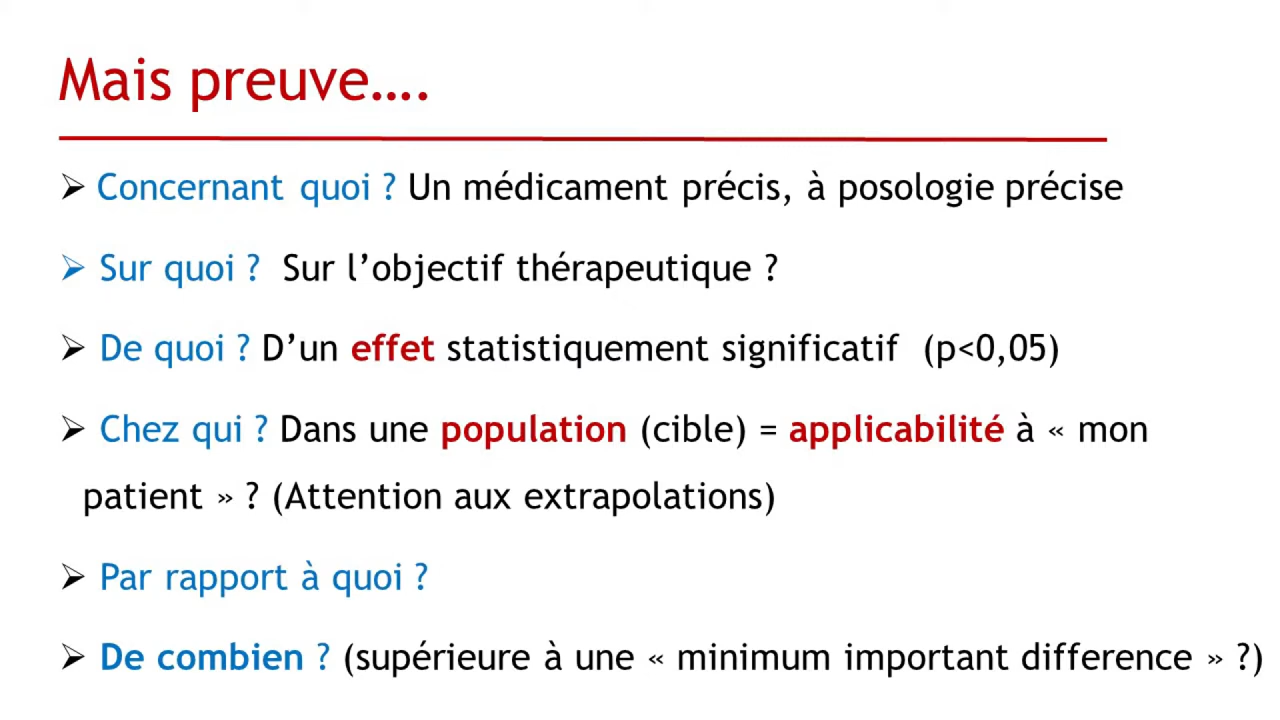 Mais preuve....
➢ Concernant quoi ? Un médicament précis, à posologie précise
➢ Sur quoi ? Sur l’objectif thérapeutique ?
➢ De quoi ? D’un effet statistiquement significatif (p<0,05)
➢ Chez qui ? Dans une population (cible) = applicabilité à « mon
patient » ? (Attention aux extrapolations)
➢ Par rapport à quoi ?
➢ De combien ? (supérieure à une « minimum important difference » ?)